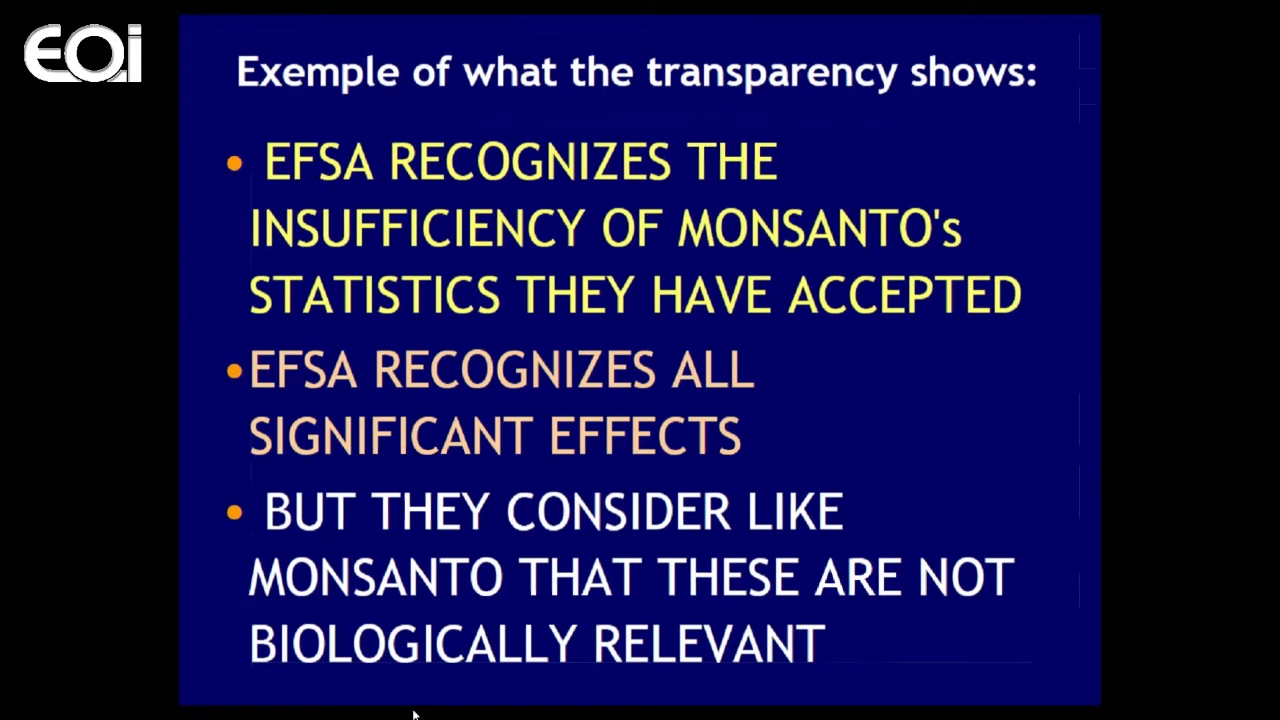 EOi
Exemple of what the transparency shows:
• EFSA RECOGNIZES THE
INSUFFICIENCY OF MONSANTO's
STATISTICS THEY HAVE ACCEPTED
•EFSA RECOGNIZES ALL
SIGNIFICANT EFFECTS
• BUT THEY CONSIDER LIKE
MONSANTO THAT THESE ARE NOT
BIOLOGICALLY RELEVANT